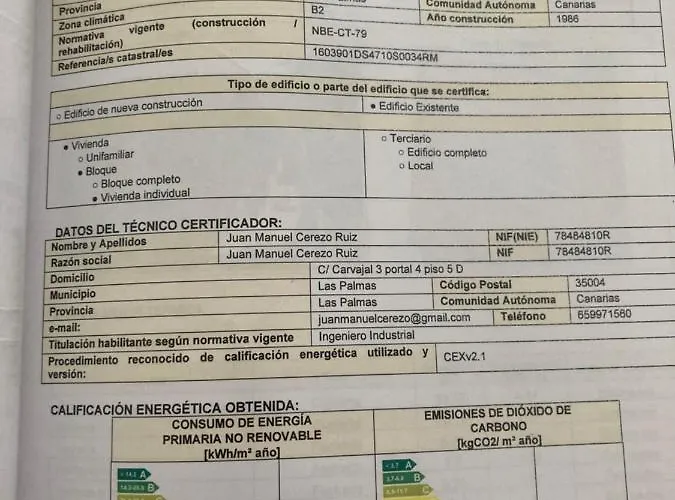 Provincia
Comunidad Autónoma Canarias
Zona climática B2 Año construcción 1986
Normativa vigente (construcción / rehabilitación) NBE-CT-79
Referencia/s catastral/es 1603901DS4710S0034RM
Tipo de edificio o parte del edificio que se certifica:
○ Edificio de nueva construcción ● Edificio Existente
● Vivienda ○ Terciario
○ Unifamiliar ○ Edificio completo
● Bloque ○ Local
○ Bloque completo
● Vivienda individual
DATOS DEL TÉCNICO CERTIFICADOR:
Nombre y Apellidos Juan Manuel Cerezo Ruiz NIF(NIE) 78484810R
Razón social Juan Manuel Cerezo Ruiz NIF 78484810R
Domicilio C/ Carvajal 3 portal 4 piso 5 D
Municipio Las Palmas Código Postal 35004
Provincia Las Palmas Comunidad Autónoma Canarias
e-mail: juanmanuelcerezo@gmail.com Teléfono 659971560
Titulación habilitante según normativa vigente Ingeniero Industrial
Procedimiento reconocido de calificación energética utilizado y versión: CEXv2.1
CALIFICACIÓN ENERGÉTICA OBTENIDA:
CONSUMO DE ENERGÍA
PRIMARIA NO RENOVABLE
[kWh/m² año]
EMISIONES DE DIÓXIDO DE
CARBONO
[kgCO2/ m² año]
A
B
A
B
C